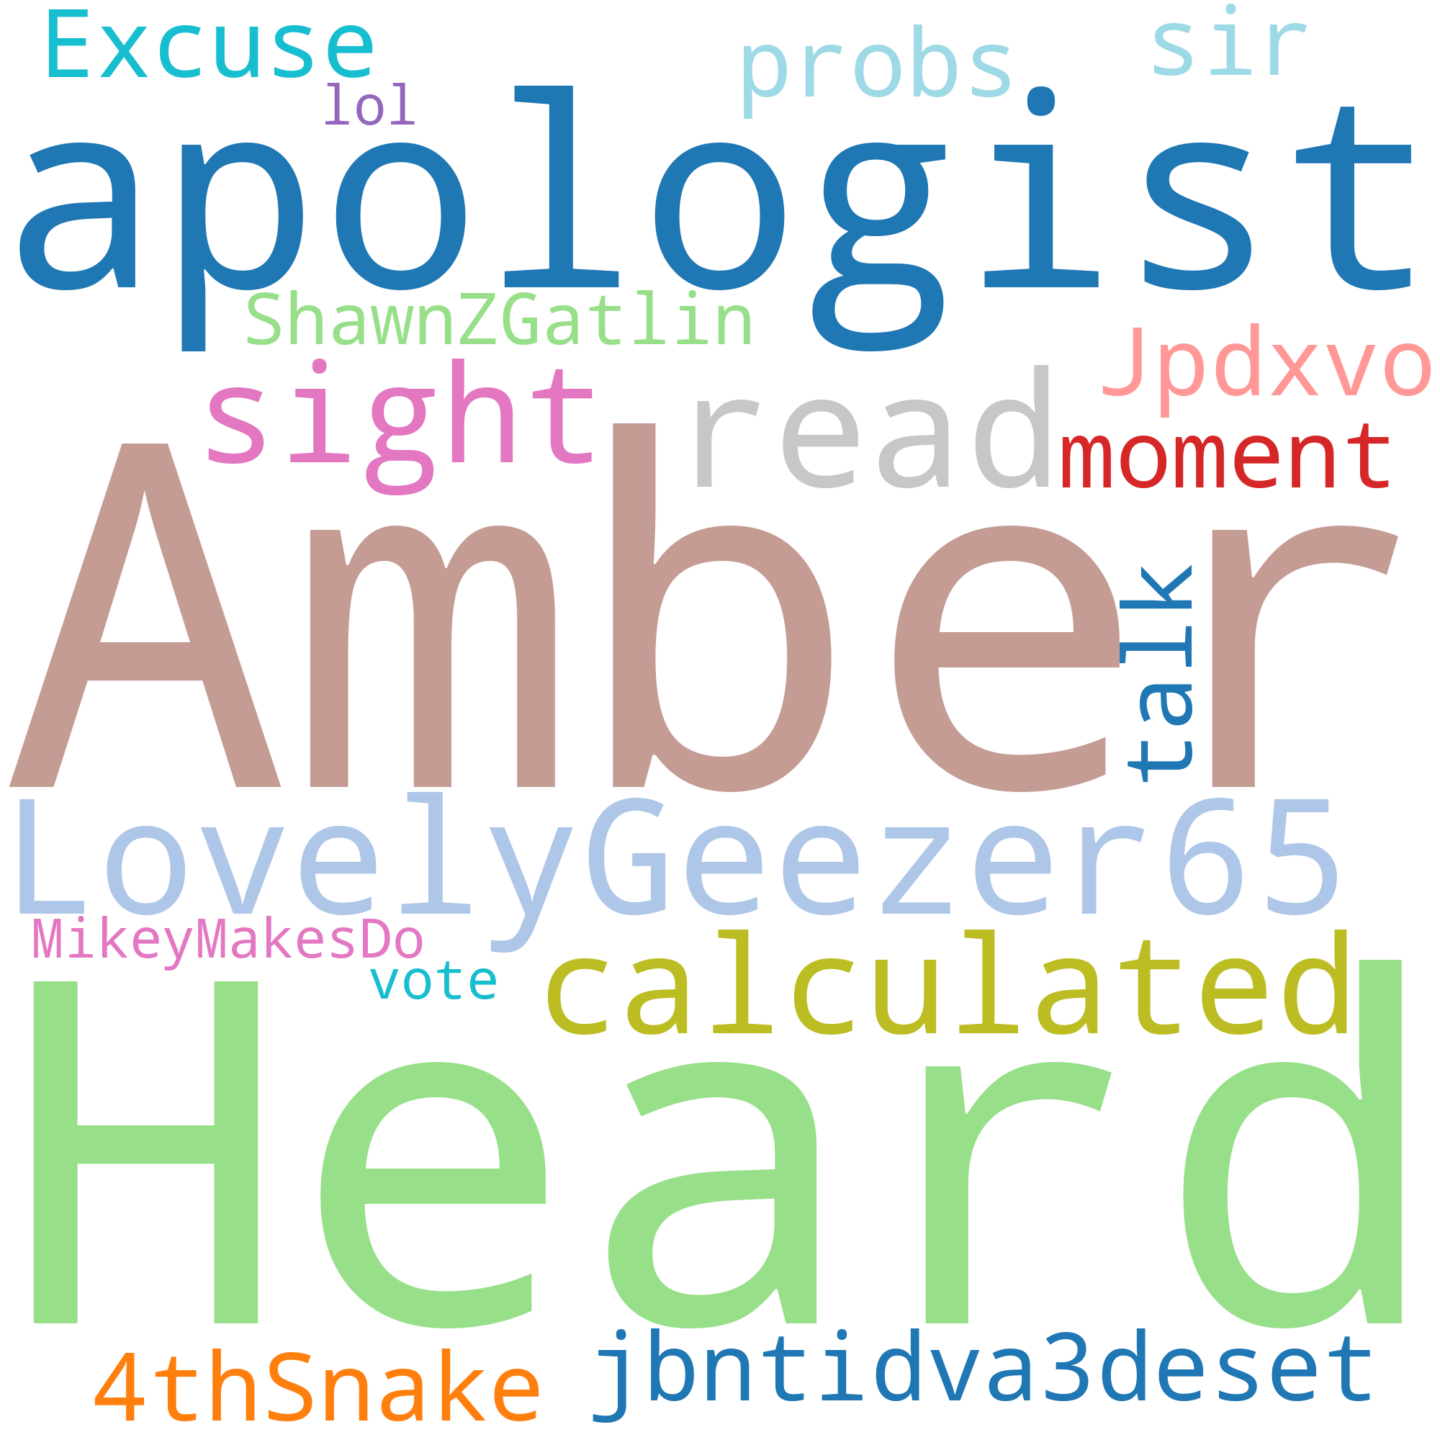 Excuse
probs
sir
lol
apologist
ShawnZGatlin
Jpdxvo
sight
read
moment
Amber
talk
LovelyGeezer65
MikeyMakesDo
calculated
vote
Heard
4thSnake
jbntidva3deset